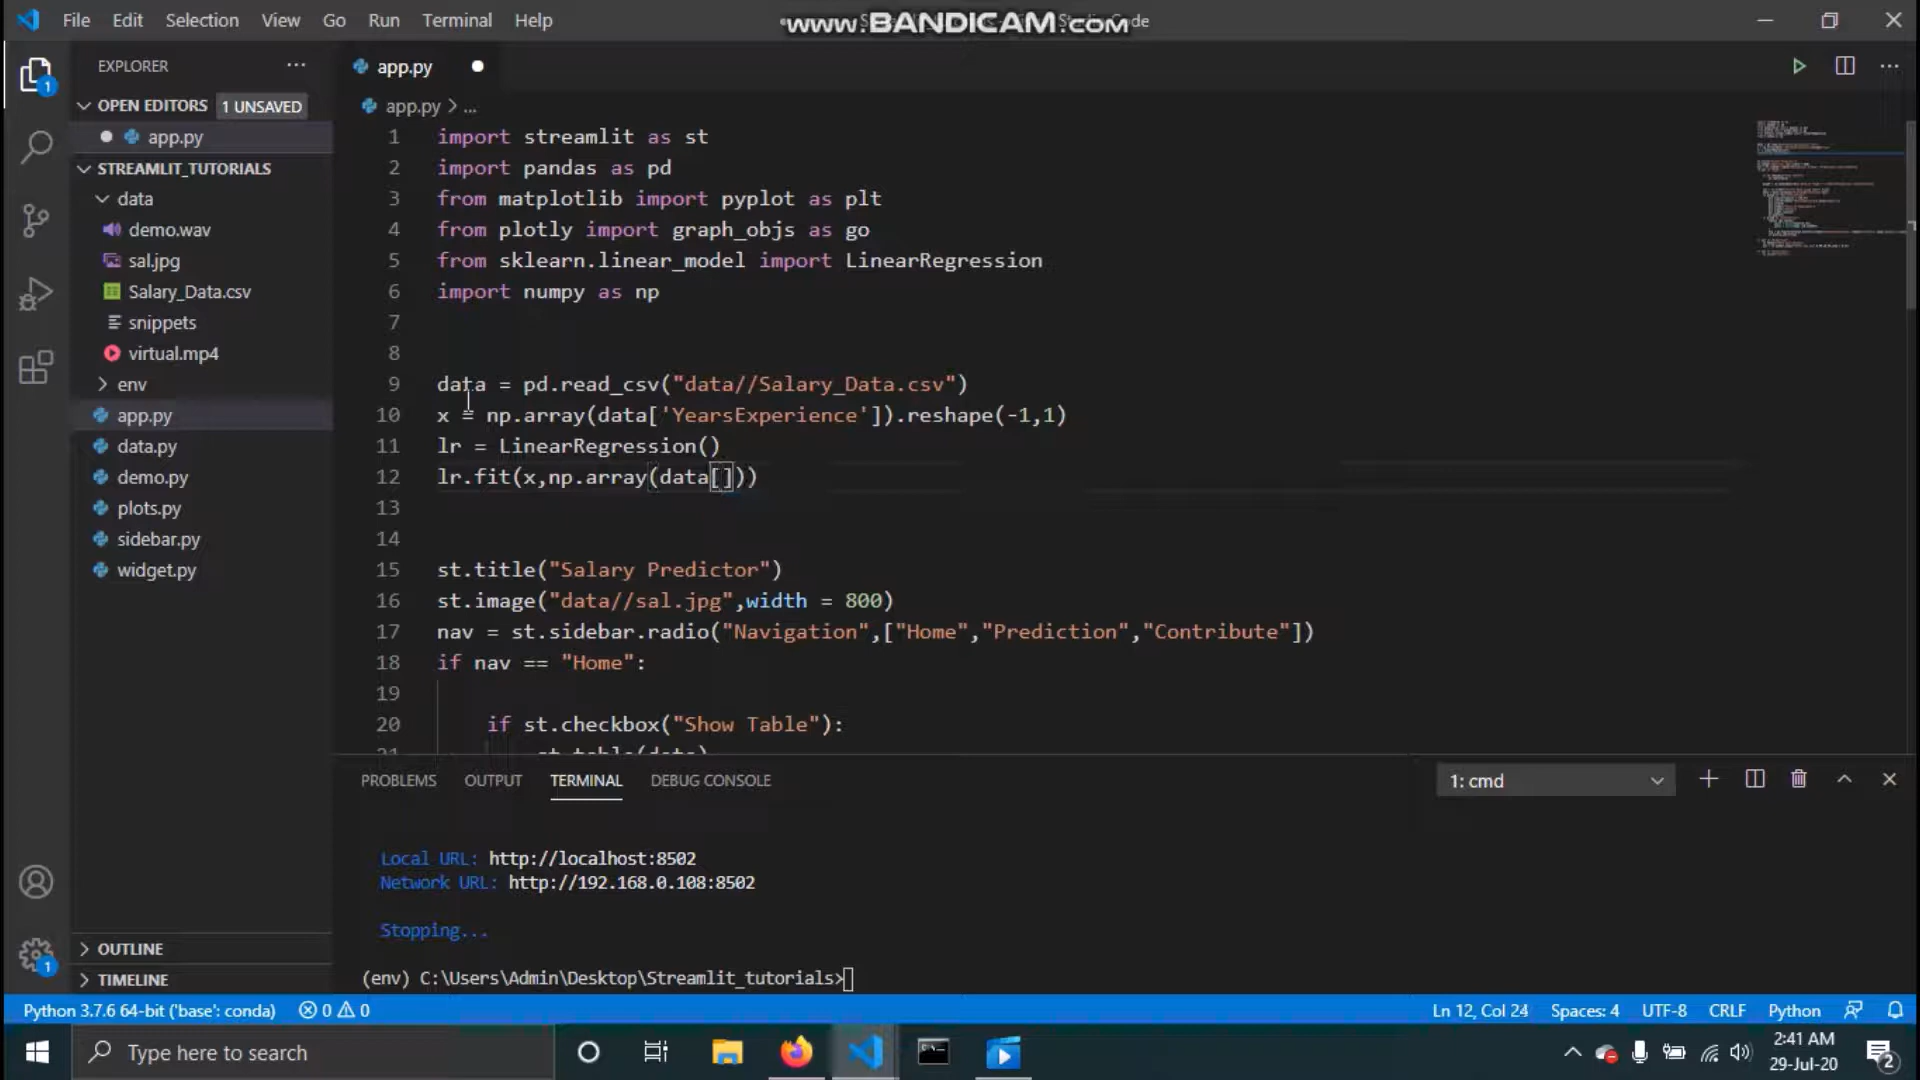 File Edit Selection View Go Run Terminal Help
www.BANDICAM.com
Code
EXPLORER
OPEN EDITORS 1 UNSAVED
app.py
STREAMLIT_TUTORIALS
data
demo.wav
sal.jpg
Salary_Data.csv
snippets
virtual.mp4
env
app.py
data.py
demo.py
plots.py
sidebar.py
widget.py
OUTLINE
TIMELINE
1
1
app.py
app.py > ...
1 import streamlit as st
2 import pandas as pd
3 from matplotlib import pyplot as plt
4 from plotly import graph_objs as go
5 from sklearn.linear_model import LinearRegression
6 import numpy as np
7
8
9 data = pd.read_csv("data//Salary_Data.csv")
10 x = np.array(data['YearsExperience']).reshape(-1,1)
11 lr = LinearRegression()
12 lr.fit(x,np.array(data[]))
13
14
15 st.title("Salary Predictor")
16 st.image("data//sal.jpg",width = 800)
17 nav = st.sidebar.radio("Navigation",["Home","Prediction","Contribute"])
18 if nav == "Home":
19
20 if st.checkbox("Show Table"):
21 st.table(data)
PROBLEMS OUTPUT TERMINAL DEBUG CONSOLE
1: cmd
Local URL: http://localhost:8502
Network URL: http://192.168.0.108:8502
Stopping...
(env) C:\Users\Admin\Desktop\Streamlit_tutorials>
Python 3.7.6 64-bit ('base': conda) 0 0 Ln 12, Col 24 Spaces: 4 UTF-8 CRLF Python
Type here to search
2:41 AM
29-Jul-20
2